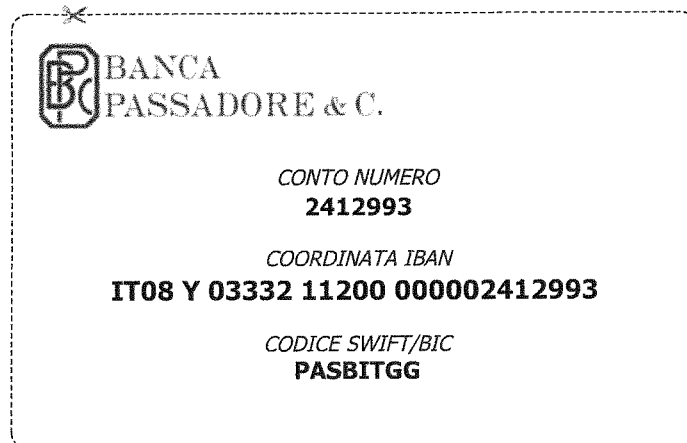 BANCA
PASSADORE & C.
CONTO NUMERO
2412993
COORDINATA IBAN
IT08 Y 03332 11200 000002412993
CODICE SWIFT/BIC
PASBITGG